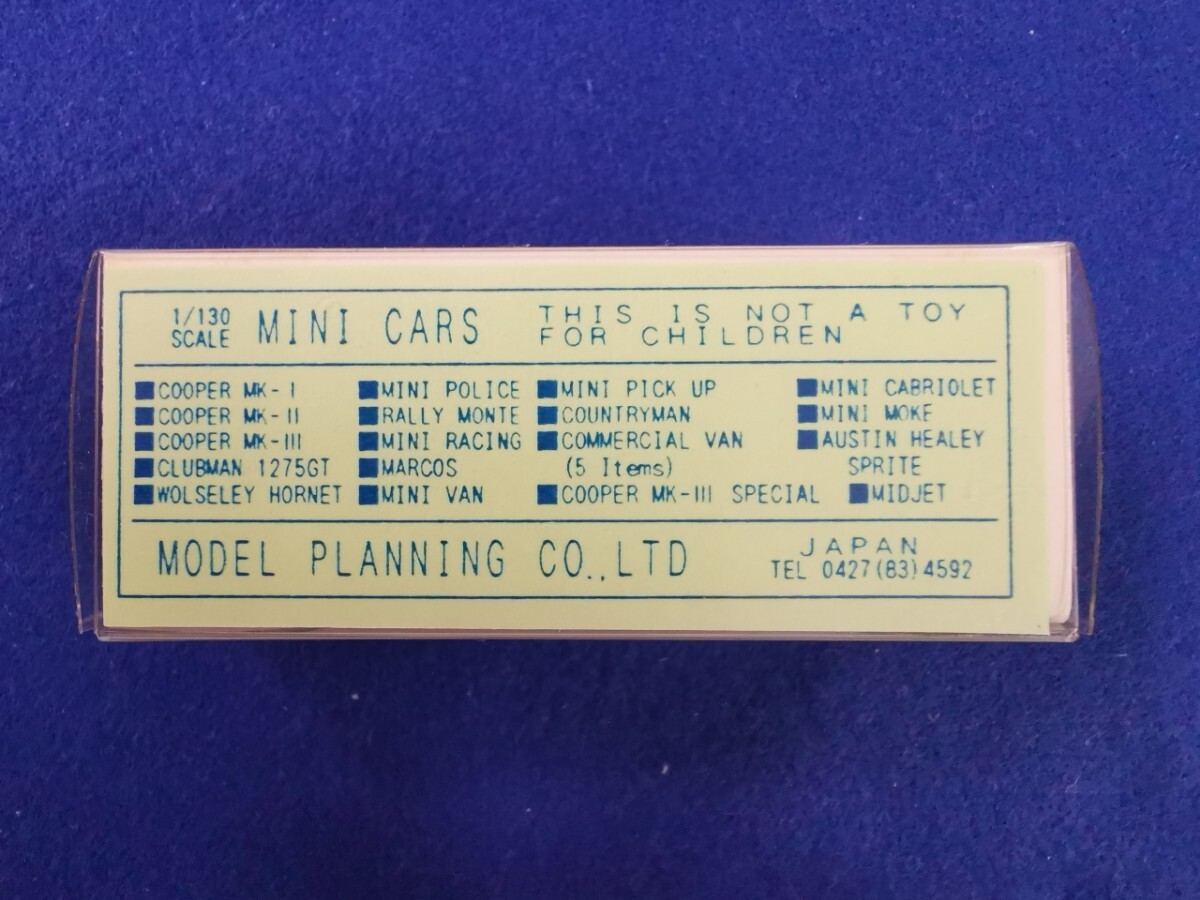 1/130 SCALE MINI CARS
THIS IS NOT A TOY
FOR CHILDREN
■COOPER MK-I
■COOPER MK-II
■COOPER MK-III
■CLUBMAN 1275GT
■WOLSELEY HORNET
■MINI POLICE
■RALLY MONTE
■MINI RACING
■MARCOS
■MINI VAN
■MINI PICK UP
■COUNTRYMAN
■COMMERCIAL VAN
(5 Items)
■COOPER MK-III SPECIAL
■MINI CABRIOLET
■MINI MOKE
■AUSTIN HEALEY
SPRITE
■MIDJET
MODEL PLANNING CO.,LTD
JAPAN
TEL 0427(83)4592